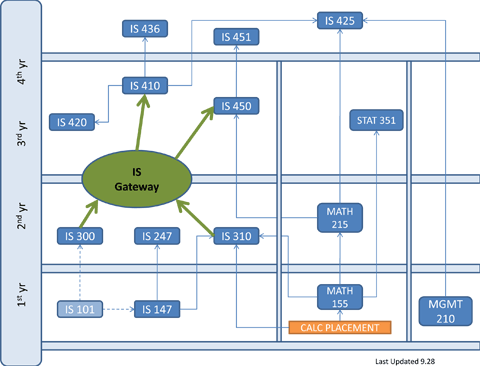 IS 436
IS 451
IS 425
4th yr
IS 410
IS 450
IS 420
STAT 351
3rd yr
IS
Gateway
2nd yr
IS 300
IS 247
IS 310
MATH
215
1st yr
IS 101
IS 147
MATH
155
MGMT
210
CALC PLACEMENT
Last Updated 9.28